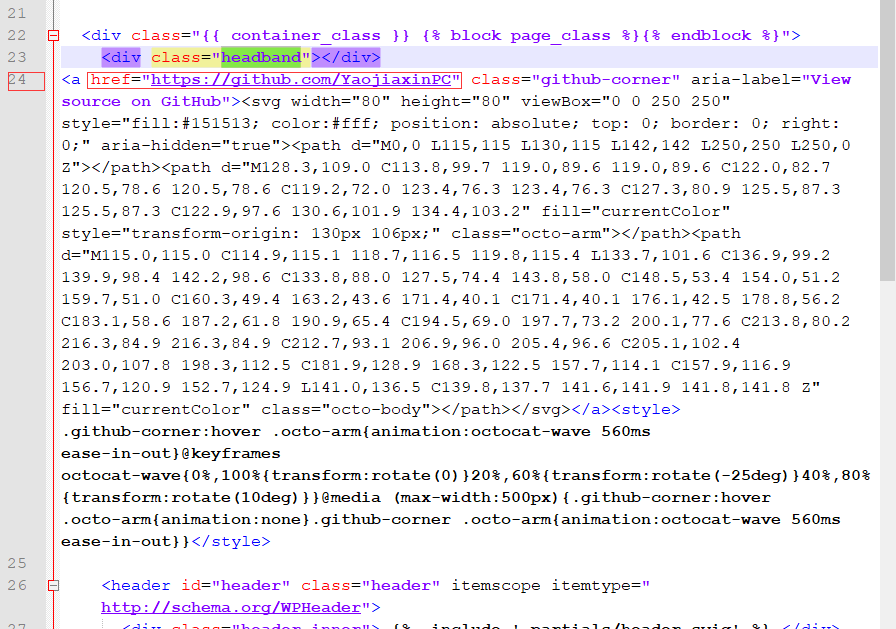 21
22 <div class="{{ container_class }} {% block page_class %}{% endblock %}">
23 <div class="headband"></div>
24 <a href="https://github.com/YaojiaxinPC" class="github-corner" aria-label="View
source on GitHub"><svg width="80" height="80" viewBox="0 0 250 250"
style="fill:#151513; color:#fff; position: absolute; top: 0; border: 0; right:
0;" aria-hidden="true"><path d="M0,0 L115,115 L130,115 L142,142 L250,250 L250,0
Z"></path><path d="M128.3,109.0 C113.8,99.7 119.0,89.6 119.0,89.6 C122.0,82.7
120.5,78.6 120.5,78.6 C119.2,72.0 123.4,76.3 123.4,76.3 C127.3,80.9 125.5,87.3
125.5,87.3 C122.9,97.6 130.6,101.9 134.4,103.2" fill="currentColor"
style="transform-origin: 130px 106px;" class="octo-arm"></path><path
d="M115.0,115.0 C114.9,115.1 118.7,116.5 119.8,115.4 L133.7,101.6 C136.9,99.2
139.9,98.4 142.2,98.6 C133.8,88.0 127.5,74.4 143.8,58.0 C148.5,53.4 154.0,51.2
159.7,51.0 C160.3,49.4 163.2,43.6 171.4,40.1 C171.4,40.1 176.1,42.5 178.8,56.2
C183.1,58.6 187.2,61.8 190.9,65.4 C194.5,69.0 197.7,73.2 200.1,77.6 C213.8,80.2
216.3,84.9 216.3,84.9 C212.7,93.1 206.9,96.0 205.4,96.6 C205.1,102.4
203.0,107.8 198.3,112.5 C181.9,128.9 168.3,122.5 157.7,114.1 C157.9,116.9
156.7,120.9 152.7,124.9 L141.0,136.5 C139.8,137.7 141.6,141.9 141.8,141.8 Z"
fill="currentColor" class="octo-body"></path></svg></a><style>
.github-corner:hover .octo-arm{animation:octocat-wave 560ms
ease-in-out}@keyframes
octocat-wave{0%,100%{transform:rotate(0)}20%,60%{transform:rotate(-25deg)}40%,80%
{transform:rotate(10deg)}}@media (max-width:500px){.github-corner:hover
.octo-arm{animation:none}.github-corner .octo-arm{animation:octocat-wave 560ms
ease-in-out}}</style>
25
26 <header id="header" class="header" itemscope itemtype="
http://schema.org/WPHeader">
27 <div class="header-inner"> {%- include '_partials/header.swig' %} </div>